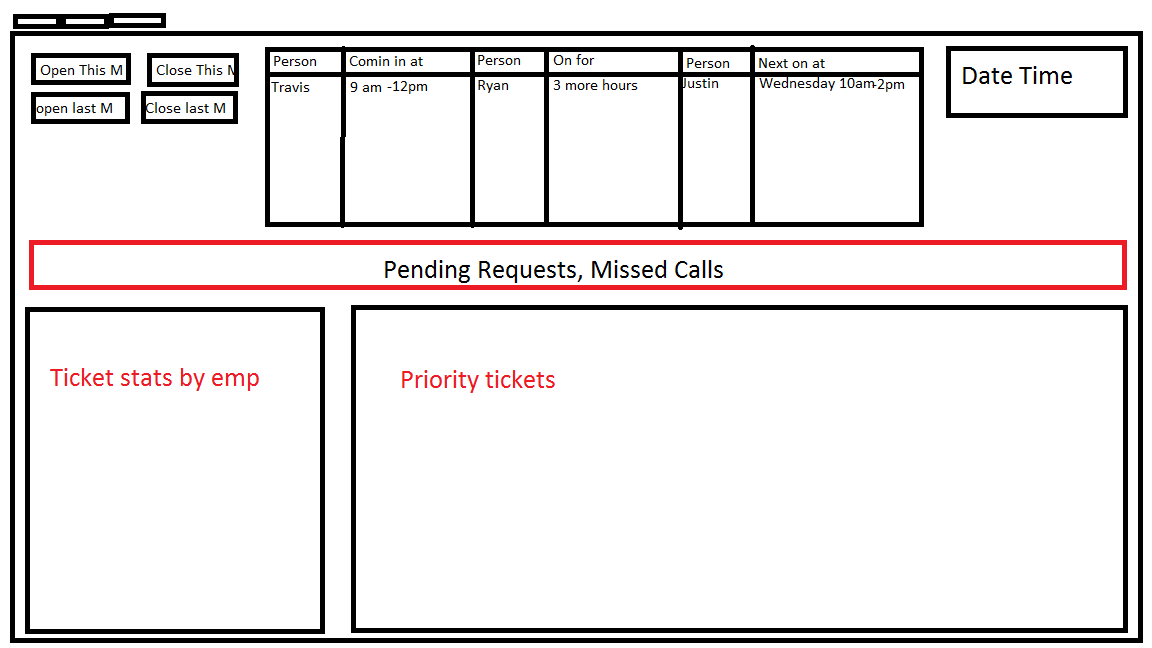 Open This M
Close This M
open last M
Close last M
Person
Comin in at
Person
On for
Person
Next on at
Travis
9 am -12pm
Ryan
3 more hours
Justin
Wednesday 10am-2pm
Date Time
Pending Requests, Missed Calls
Ticket stats by emp
Priority tickets